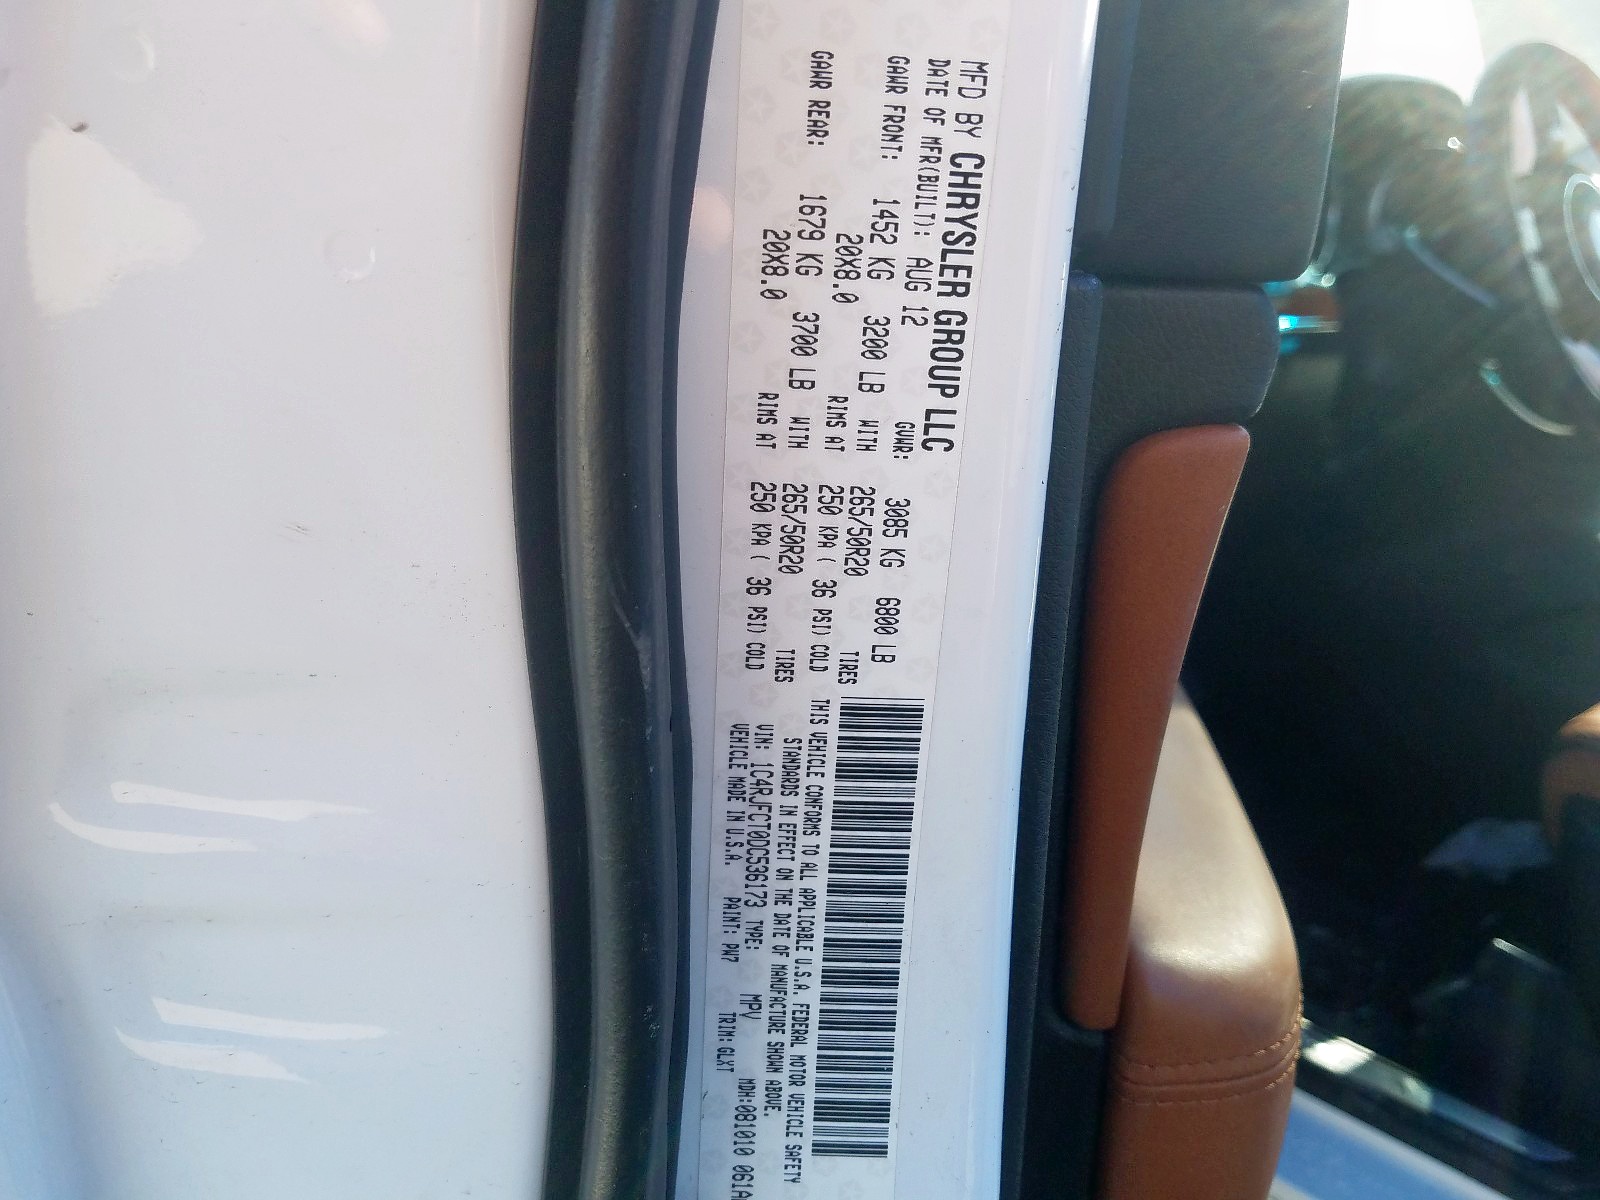 MFD BY CHRYSLER GROUP LLC
DATE OF MFR(BUILT): AUG 12 GVWR: 3085 KG 6800 LB
GAWR FRONT: 1452 KG 3200 LB WITH 265/50R20 TIRES
20X8.0 RIMS AT 250 KPA ( 36 PSI) COLD
GAWR REAR: 1679 KG 3700 LB WITH 265/50R20 TIRES
20X8.0 RIMS AT 250 KPA ( 36 PSI) COLD
THIS VEHICLE CONFORMS TO ALL APPLICABLE U.S.A. FEDERAL MOTOR VEHICLE SAFETY
STANDARDS IN EFFECT ON THE DATE OF MANUFACTURE SHOWN ABOVE.
VIN: 1C4RJFCT0DC536173 TYPE: MPV MDH:081010 061A
VEHICLE MADE IN U.S.A. PAINT: PW7 TRIM: GLXT